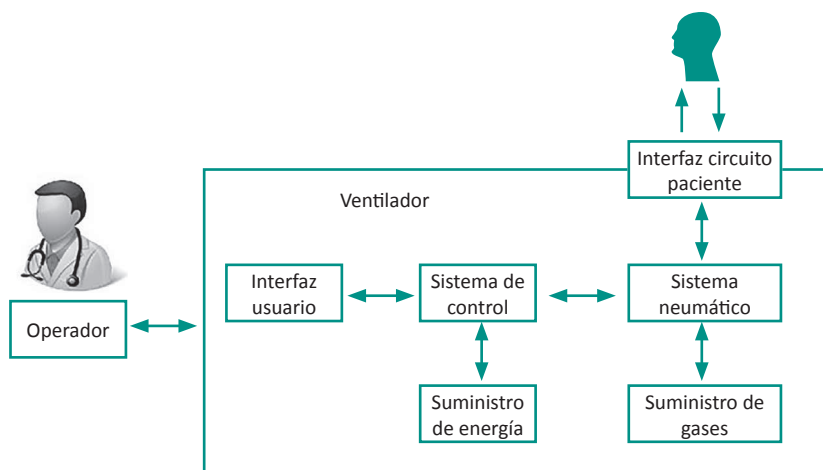 Interfaz circuito
paciente
Ventilador
Interfaz
usuario
Sistema de
control
Sistema
neumático
Operador
Suministro
de energía
Suministro de
gases